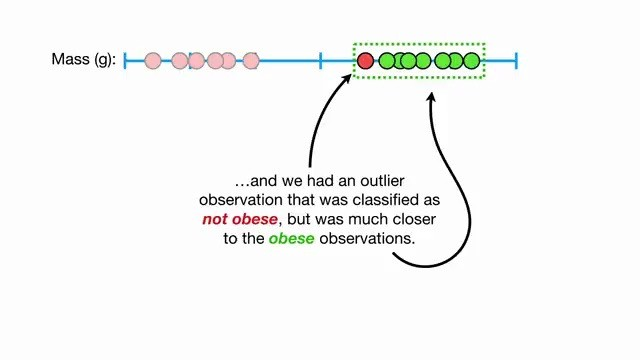 Mass (g):
…and we had an outlier
observation that was classified as
not obese, but was much closer
to the obese observations.